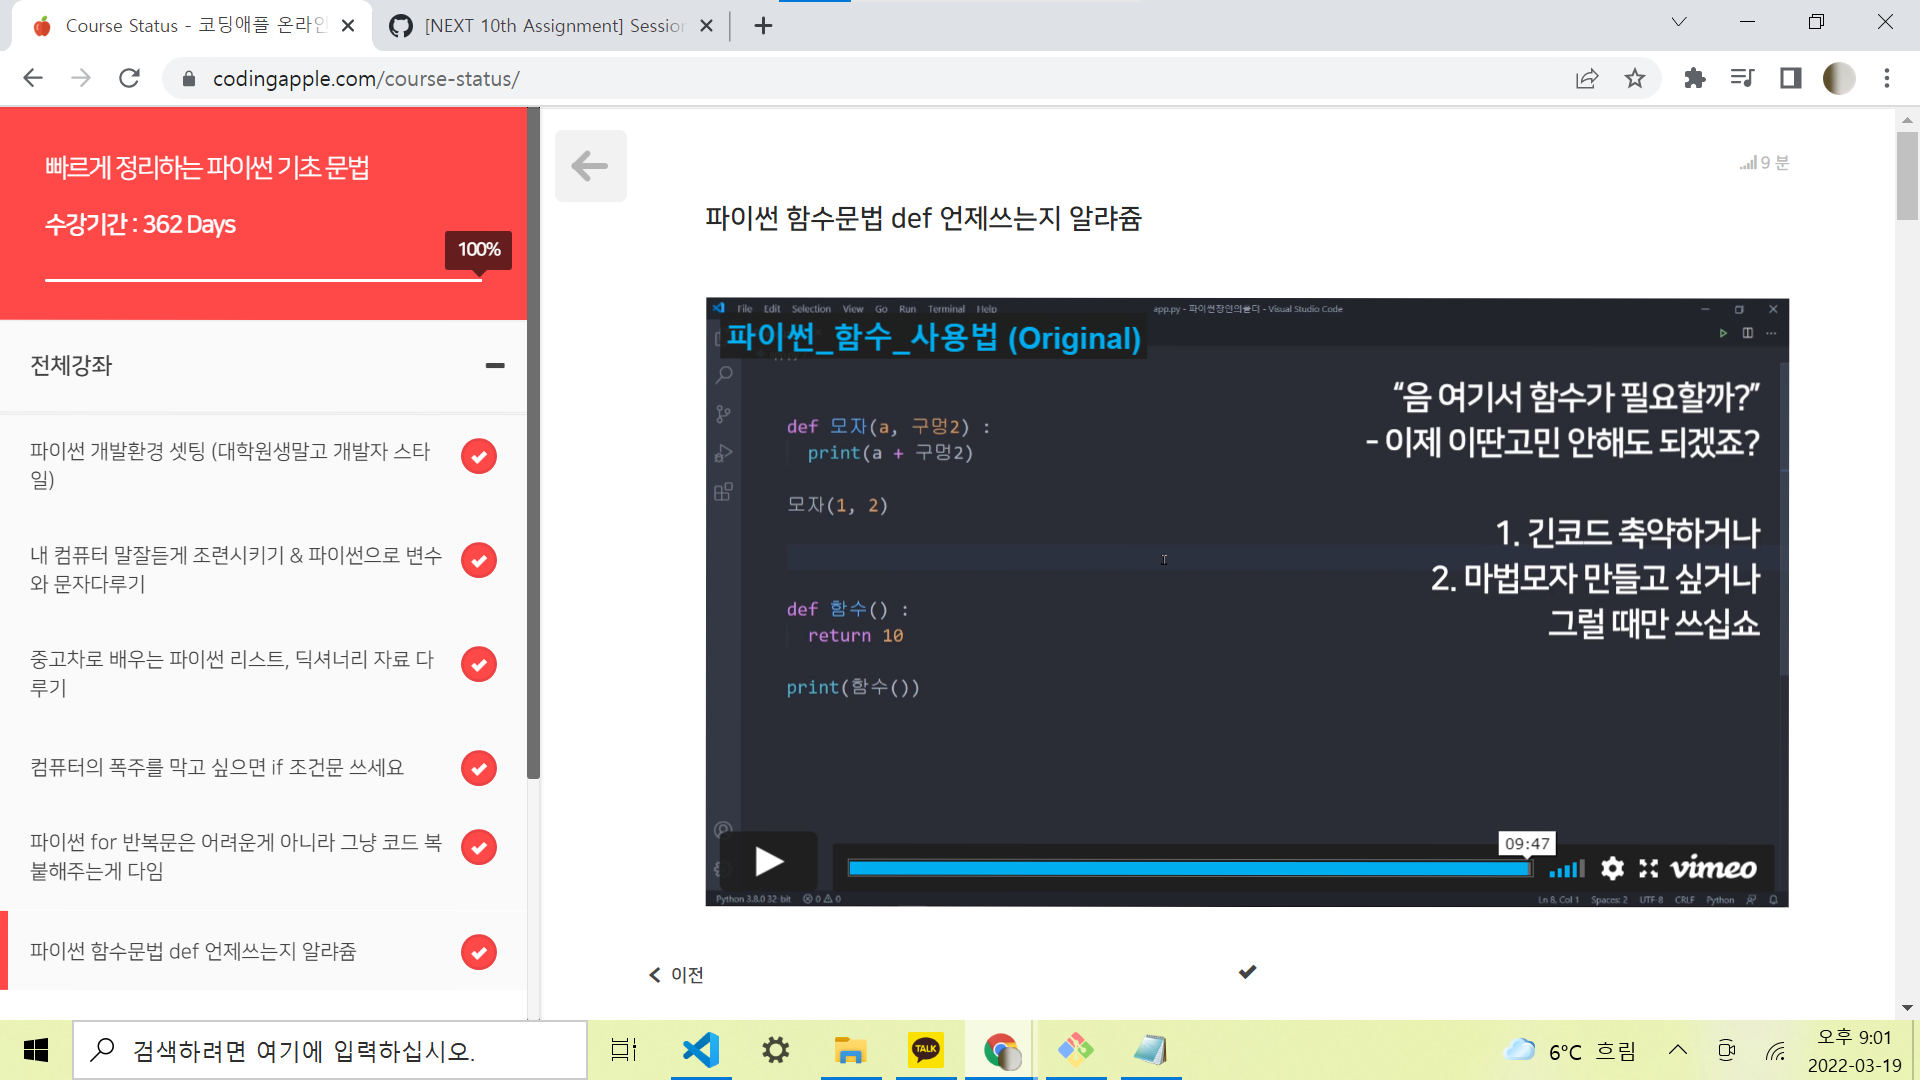 Course Status - 코딩애플 온라인
[NEXT 10th Assignment] Session
codingapple.com/course-status/
빠르게 정리하는 파이썬 기초 문법
수강기간 : 362 Days
100%
전체강좌
파이썬 개발환경 셋팅 (대학원생말고 개발자 스타
일)
내 컴퓨터 말잘듣게 조련시키기 & 파이썬으로 변수
와 문자다루기
중고차로 배우는 파이썬 리스트, 딕셔너리 자료 다
루기
컴퓨터의 폭주를 막고 싶으면 if 조건문 쓰세요
파이썬 for 반복문은 어려운게 아니라 그냥 코드 복
붙해주는게 다임
파이썬 함수문법 def 언제쓰는지 알랴쥼
9 분
파이썬 함수문법 def 언제쓰는지 알랴쥼
File Edit Selection View Go Run Terminal Help
app.py - 파이썬장인의폴더 - Visual Studio Code
파이썬_함수_사용법 (Original)
def 모자(a, 구멍2) :
print(a + 구멍2)
모자(1, 2)
def 함수() :
return 10
print(함수())
“음 여기서 함수가 필요할까?”
- 이제 이딴고민 안해도 되겠죠?
1. 긴코드 축약하거나
2. 마법모자 만들고 싶거나
그럴 때만 쓰십쇼
09:47
vimeo
Python 3.8.0 32-bit 0 0
Ln 8, Col 1 Spaces: 2 UTF-8 CRLF Python
이전
검색하려면 여기에 입력하십시오.
TALK
6°C 흐림
오후 9:01
2022-03-19